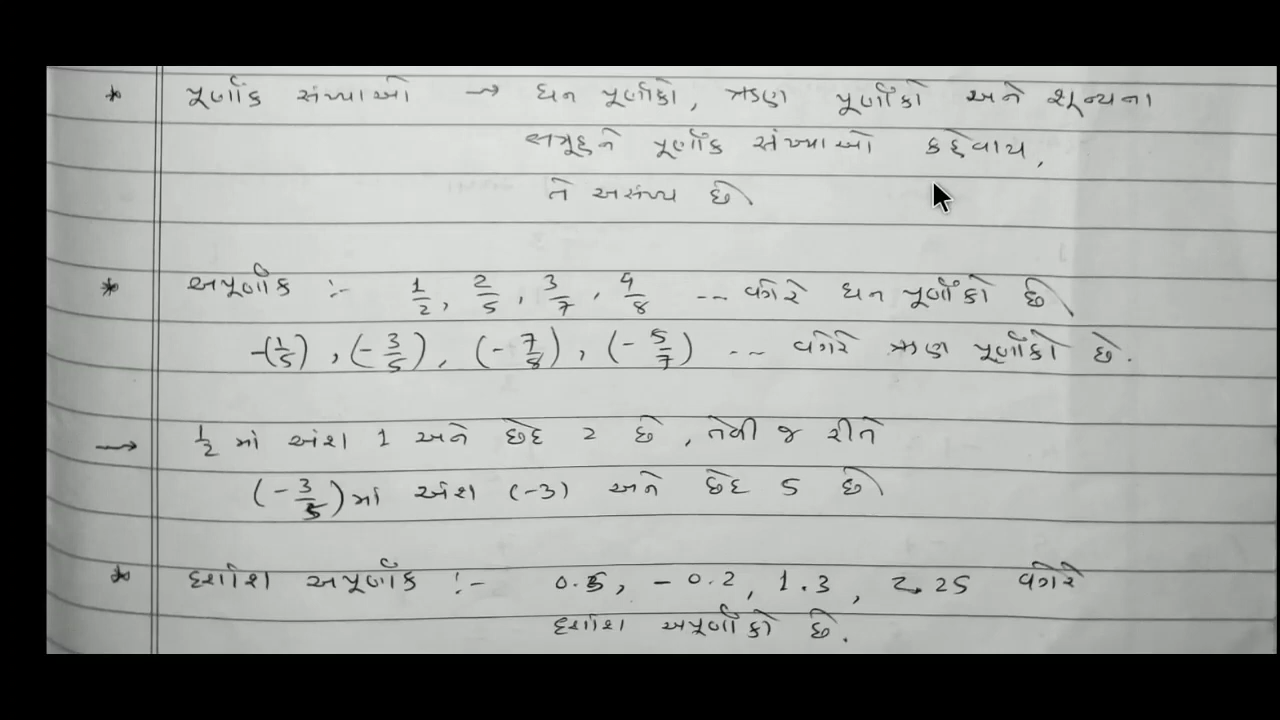 * પૂર્ણાંક સંખ્યાઓ → ધન પૂર્ણાંકો, ઋણ પૂર્ણાંકો અને શૂન્યના
સમૂહને પૂર્ણાંક સંખ્યાઓ કહેવાય,
તે અસંખ્ય છે
* અપૂર્ણાંક :- 1/2, 2/5, 3/7, 4/8 ... વગેરે ધન પૂર્ણાંકો છે
-(1/5), (-3/5), (-7/8), (-5/7) ... વગેરે ઋણ પૂર્ણાંકો છે.
→ 1/2 માં અંશ 1 અને છેદ 2 છે, તેવી જ રીતે
(-3/5) માં અંશ (-3) અને છેદ 5 છે
* દશાંશ અપૂર્ણાંક :- 0.5, -0.2, 1.3, 2.25 વગેરે
દશાંશ અપૂર્ણાંકો છે.